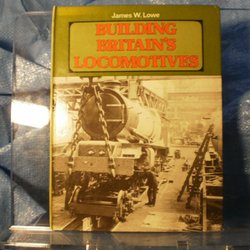 James W. Lowe
BUILDING
BRITAIN'S
LOCOMOTIVES